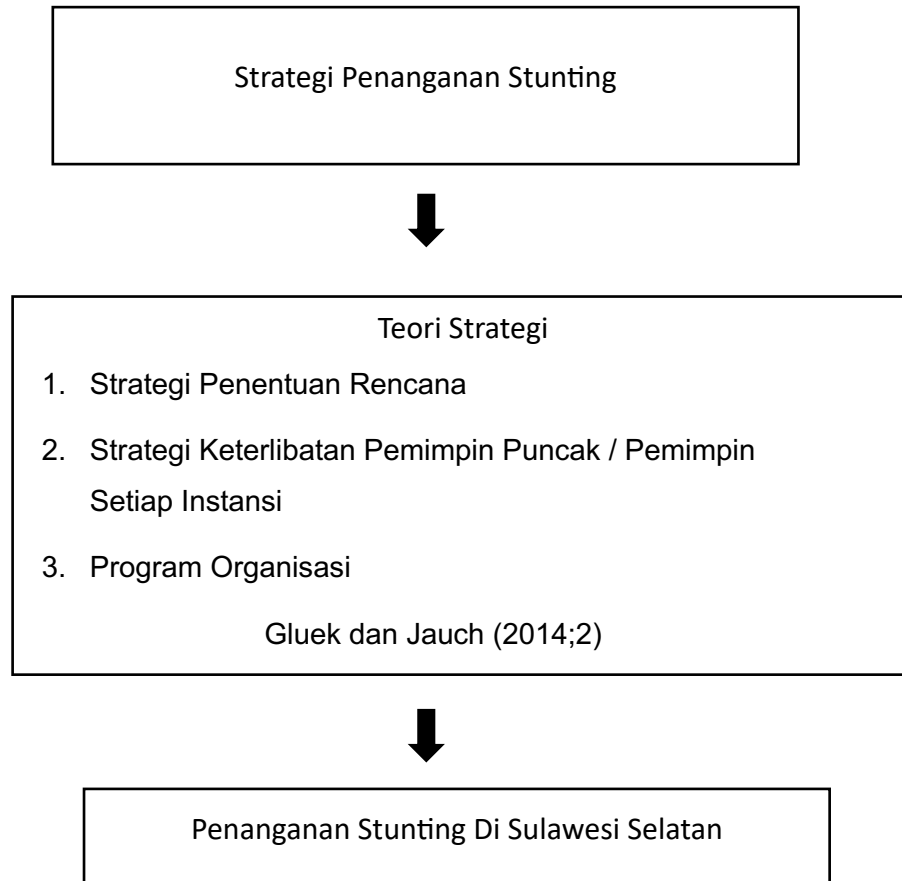 Strategi Penanganan Stunting
Teori Strategi
1. Strategi Penentuan Rencana
2. Strategi Keterlibatan Pemimpin Puncak / Pemimpin
Setiap Instansi
3. Program Organisasi
Gluek dan Jauch (2014;2)
Penanganan Stunting Di Sulawesi Selatan